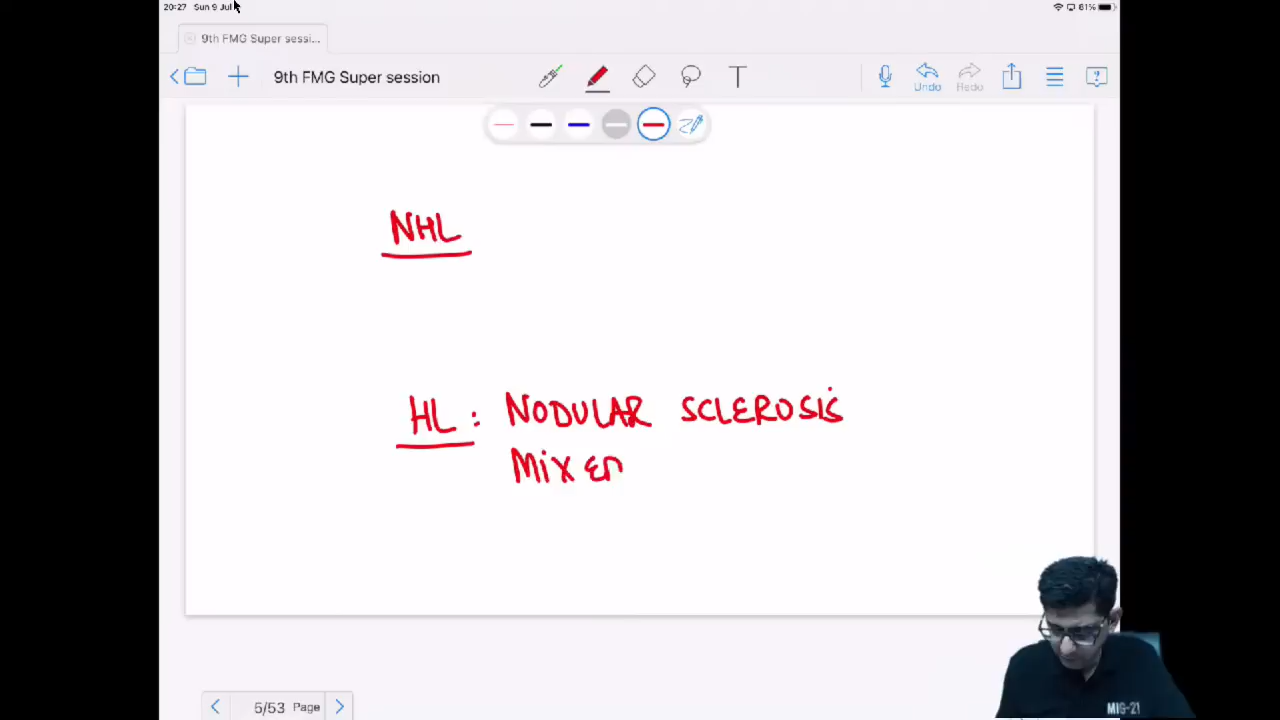 20:27 Sun 9 Jul 81%
9th FMG Super sessi...
9th FMG Super session
T
Undo Redo
NHL
HL : NODULAR SCLEROSIS
MIXED
5/53 Page
MIG-21